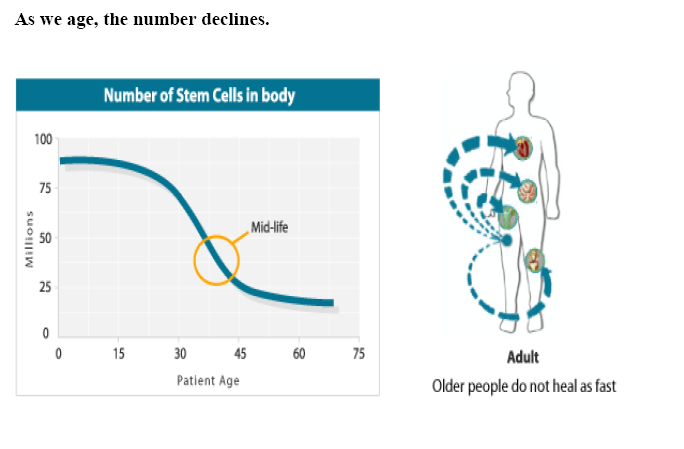 As we age, the number declines.
Number of Stem Cells in body
100
75
50
25
0
Millions
Mid-life
0 15 30 45 60 75
Patient Age
Adult
Older people do not heal as fast